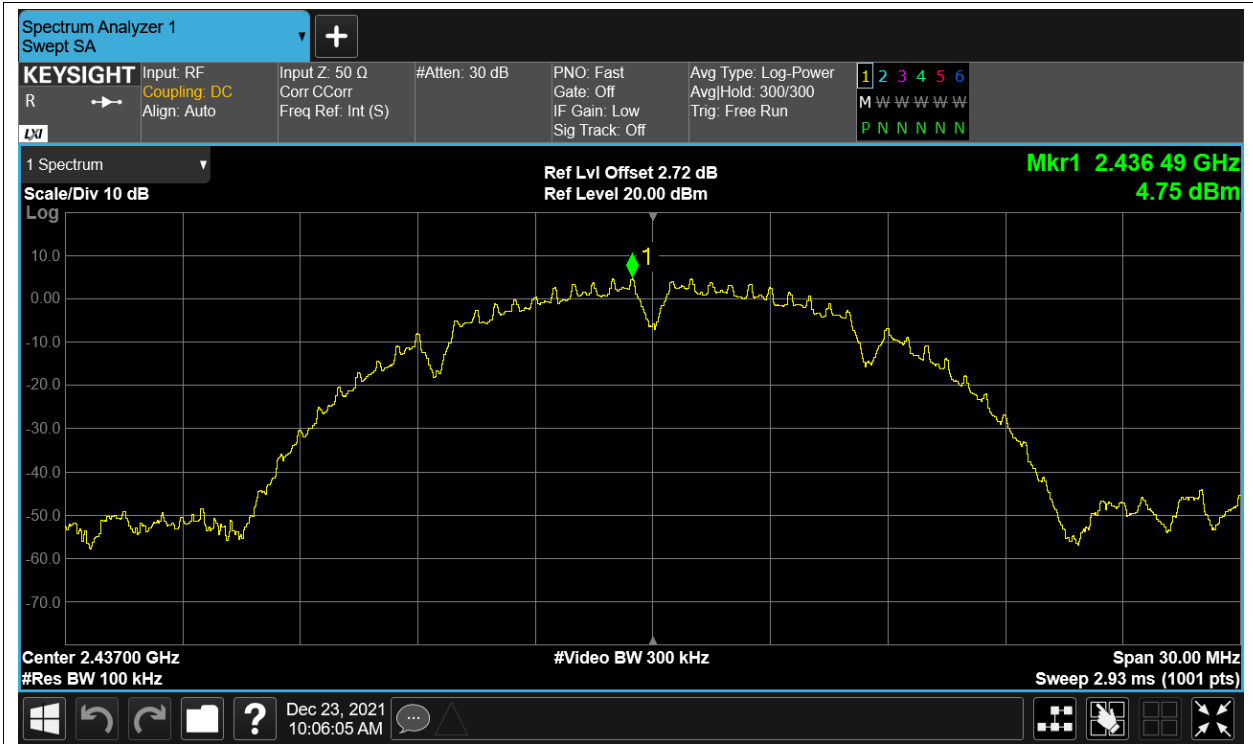 Spectrum Analyzer 1
Swept SA
+
KEYSIGHT
R
LXI
Input: RF
Coupling: DC
Align: Auto
Input Z: 50 Ω
Corr CCorr
Freq Ref: Int (S)
#Atten: 30 dB
PNO: Fast
Gate: Off
IF Gain: Low
Sig Track: Off
Avg Type: Log-Power
Avg|Hold: 300/300
Trig: Free Run
1 2 3 4 5 6
M W W W W W
P N N N N N
1 Spectrum
Scale/Div 10 dB
Log
Ref Lvl Offset 2.72 dB
Ref Level 20.00 dBm
Mkr1 2.436 49 GHz
4.75 dBm
1
10.0
0.00
-10.0
-20.0
-30.0
-40.0
-50.0
-60.0
-70.0
Center 2.43700 GHz
#Res BW 100 kHz
#Video BW 300 kHz
Span 30.00 MHz
Sweep 2.93 ms (1001 pts)
?
Dec 23, 2021
10:06:05 AM